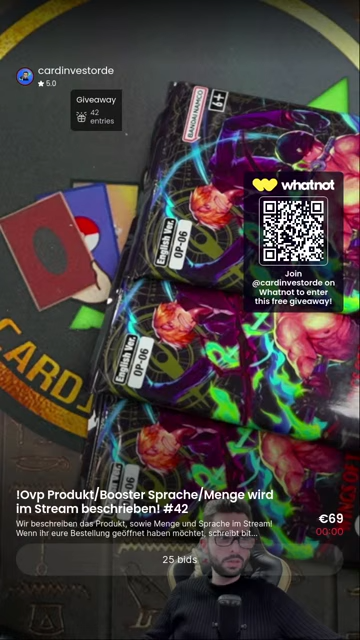 cardinvestorde
★ 5.0
Giveaway
42
entries
BANDAI NAMCO
6+
whatnot
English Ver.
OP-06
Join
@cardinvestorde on
Whatnot to enter
this free giveaway!
English Ver.
OP-06
CARDI
!Ovp Produkt/Booster Sprache/Menge wird
im Stream beschrieben! #42
€69
Wir beschreiben das Produkt, sowie Menge und Sprache im Stream!
00:00
Wenn ihr eure Bestellung geöffnet haben möchtet, schreibt bit...
25 bids